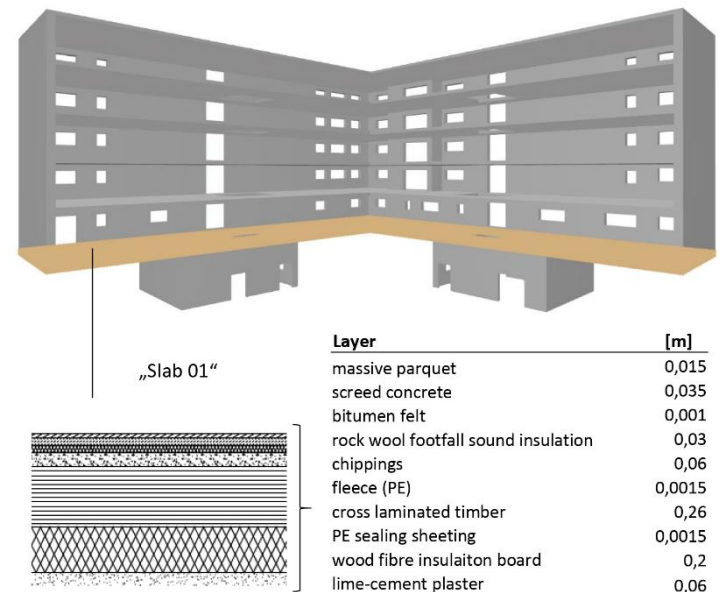 „Slab 01“
Layer [m]
massive parquet 0,015
screed concrete 0,035
bitumen felt 0,001
rock wool footfall sound insulation 0,03
chippings 0,06
fleece (PE) 0,0015
cross laminated timber 0,26
PE sealing sheeting 0,0015
wood fibre insulaiton board 0,2
lime-cement plaster 0,06